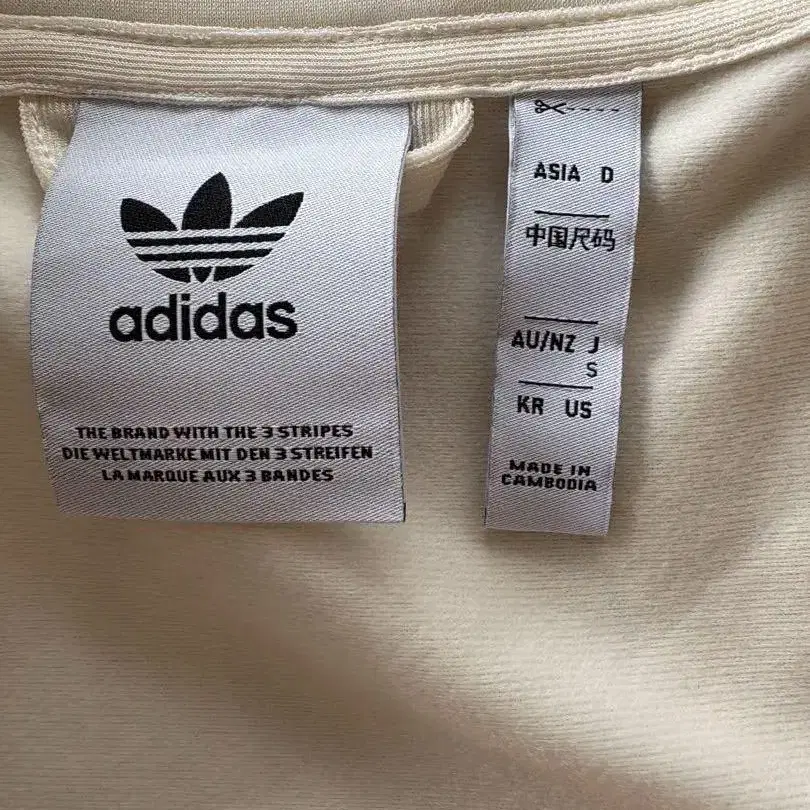 adidas
THE BRAND WITH THE 3 STRIPES
DIE WELTMARKE MIT DEN 3 STREIFEN
LA MARQUE AUX 3 BANDES
ASIA D
中国尺码
AU/NZ J
S
KR US
MADE IN
CAMBODIA